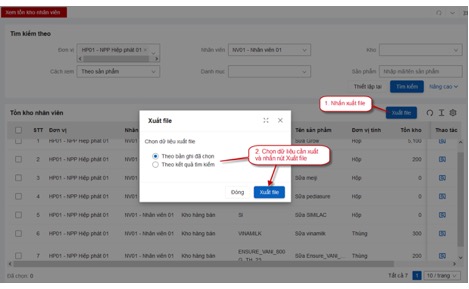 Xem tồn kho nhân viên
Tìm kiếm theo
Đơn vị HP01 - NPP Hiệp phát 01 Nhân viên NV01 - Nhân viên 01 Kho
Cách xem Theo sản phẩm Danh mục Sản phẩm Nhập mã/tên sản phẩm
Thiết lập lại Tìm kiếm Nâng cao
1. Nhấn xuất file
Tồn kho nhân viên Xuất file
STT Đơn vị Nhân Tên sản phẩm Đơn vị tính Tồn kho Thao tác
Xuất file
Chọn dữ liệu xuất file
Theo bản ghi đã chọn
Theo kết quả tìm kiếm
2. Chọn dữ liệu cần xuất
và nhấn nút Xuất file
Đóng Xuất file
1 HP01 - NPP Hiệp phát 01 NV01 Hộp 5,100
2 HP01 - NPP Hiệp phát 01 NV01 Hộp 200
3 HP01 - NPP Hiệp phát 01 NV01 Sữa meiji Hộp 0
4 HP01 - NPP Hiệp phát 01 NV01 Sữa pediasure Hộp 0
5 HP01 - NPP Hiệp phát 01 NV01 - Nhân viên 01 Kho hàng bán SI Sữa SIMILAC Hộp 0
6 HP01 - NPP Hiệp phát 01 NV01 - Nhân viên 01 Kho hàng bán VINAMILK Sữa vinamilk Thùng 300
7 HP01 - NPP Hiệp phát 01 NV01 - Nhân viên 01 Kho hàng bán ENSURE_VANI_800 Sữa Ensure_VANI_... Thùng 200
Đã chọn: 0 Tất cả 7 1 10 / trang